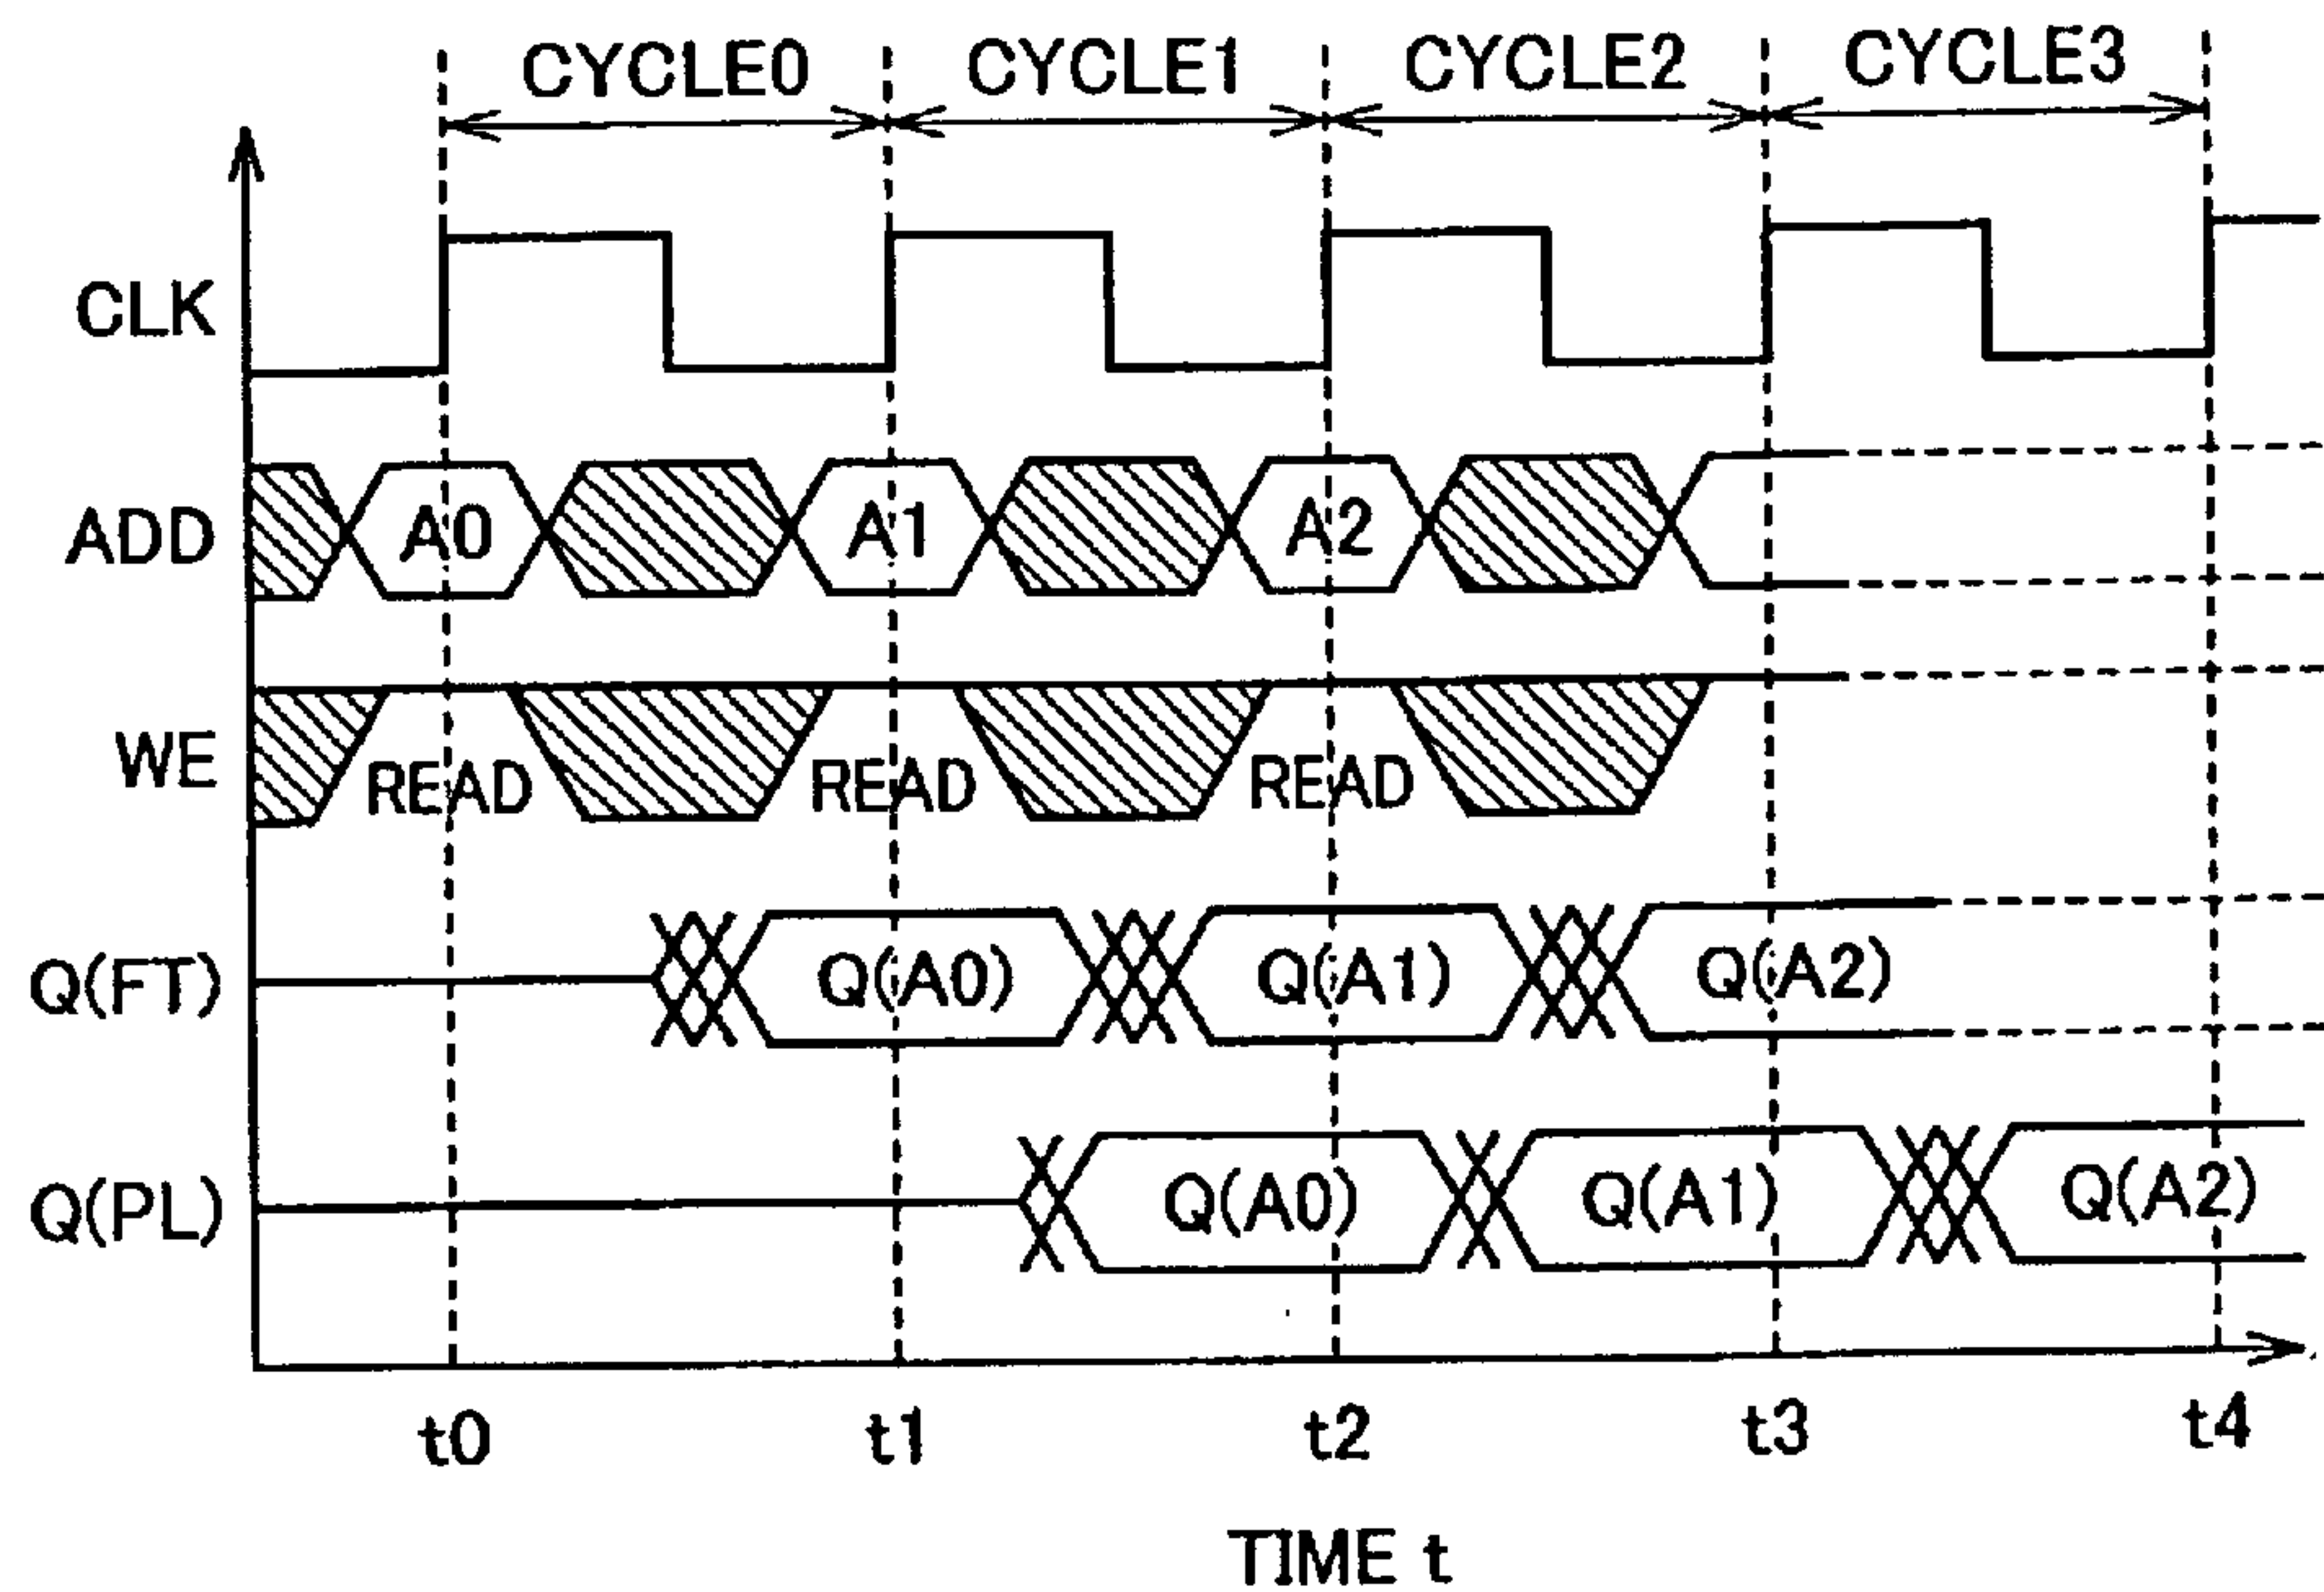 CYCLE0 CYCLE1 CYCLE2 CYCLE3
CLK
ADD A0 A1 A2
WE READ READ READ
Q(FT) Q(A0) Q(A1) Q(A2)
Q(PL) Q(A0) Q(A1) Q(A2)
t0 t1 t2 t3 t4
TIME t